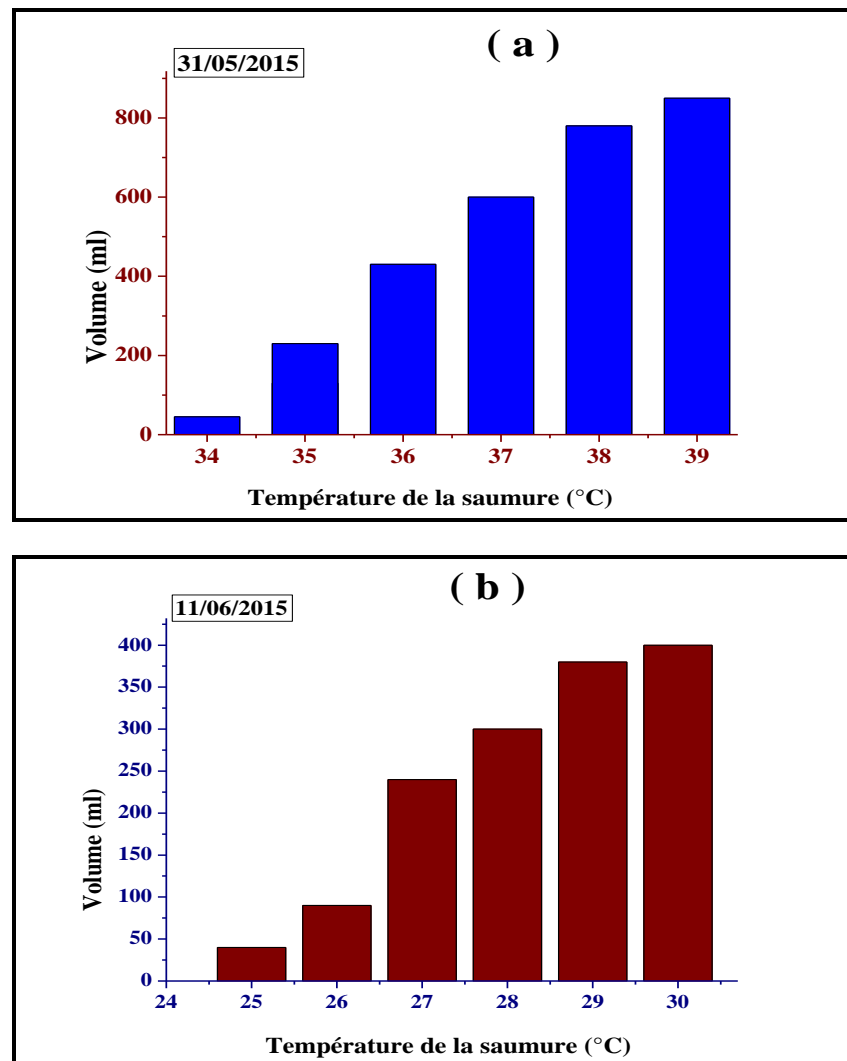 ( a )
31/05/2015
800
600
400
200
0
Volume (ml)
34 35 36 37 38 39
Température de la saumure (°C)
( b )
11/06/2015
400
350
300
250
200
150
100
50
0
Volume (ml)
24 25 26 27 28 29 30
Température de la saumure (°C)